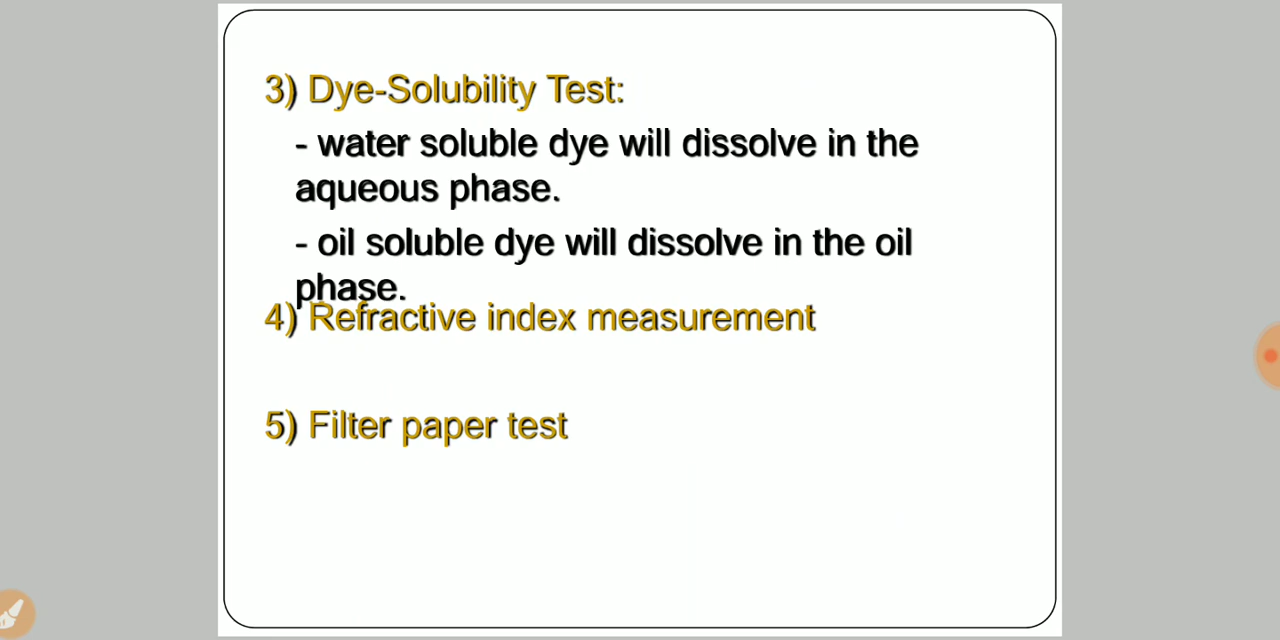 3) Dye-Solubility Test:
- water soluble dye will dissolve in the
aqueous phase.
- oil soluble dye will dissolve in the oil
phase.
4) Refractive index measurement
5) Filter paper test